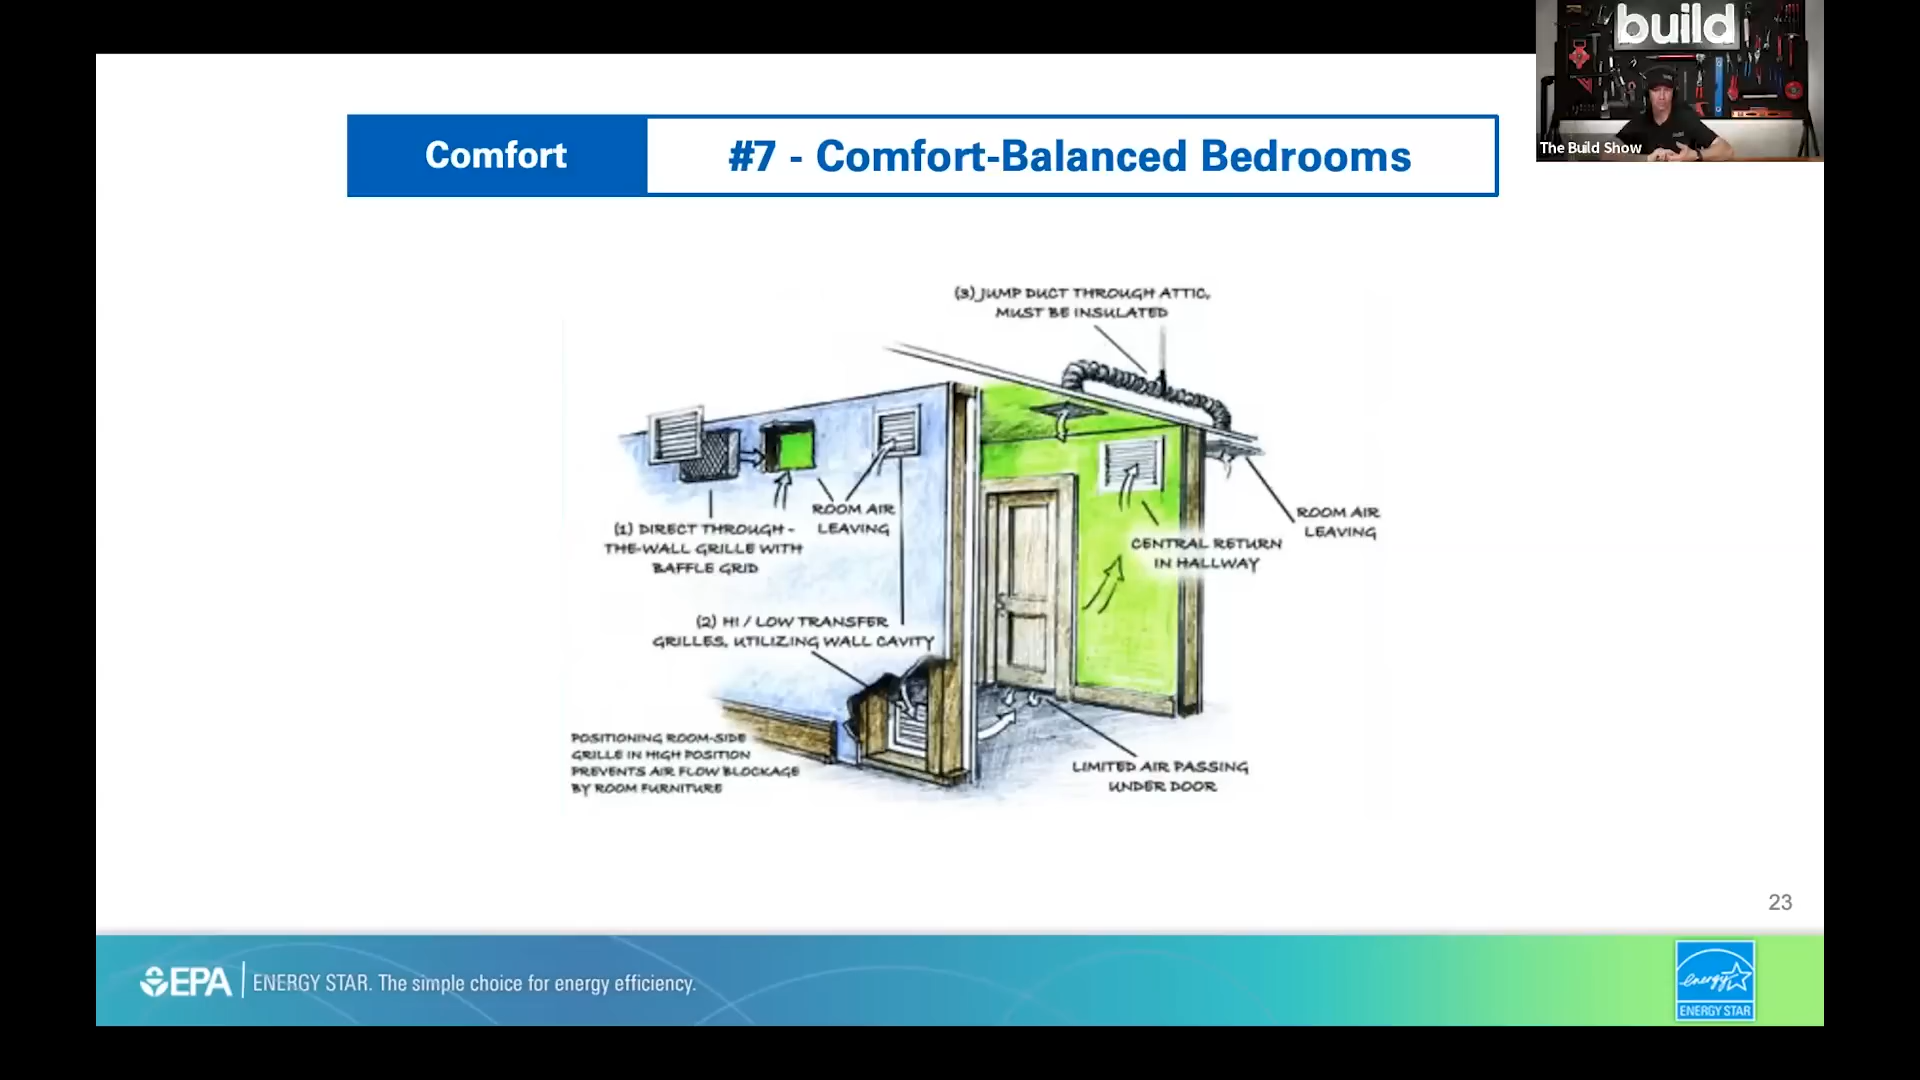 build
The Build Show
Comfort
#7 - Comfort-Balanced Bedrooms
(3) JUMP DUCT THROUGH ATTIC,
MUST BE INSULATED
ROOM AIR
LEAVING
(1) DIRECT THROUGH-
THE-WALL GRILLE WITH
BAFFLE GRID
ROOM AIR
LEAVING
CENTRAL RETURN
IN HALLWAY
(2) HI / LOW TRANSFER
GRILLES, UTILIZING WALL CAVITY
POSITIONING ROOM-SIDE
GRILLE IN HIGH POSITION
PREVENTS AIR FLOW BLOCKAGE
BY ROOM FURNITURE
LIMITED AIR PASSING
UNDER DOOR
23
EPA
ENERGY STAR. The simple choice for energy efficiency.
energy
ENERGY STAR